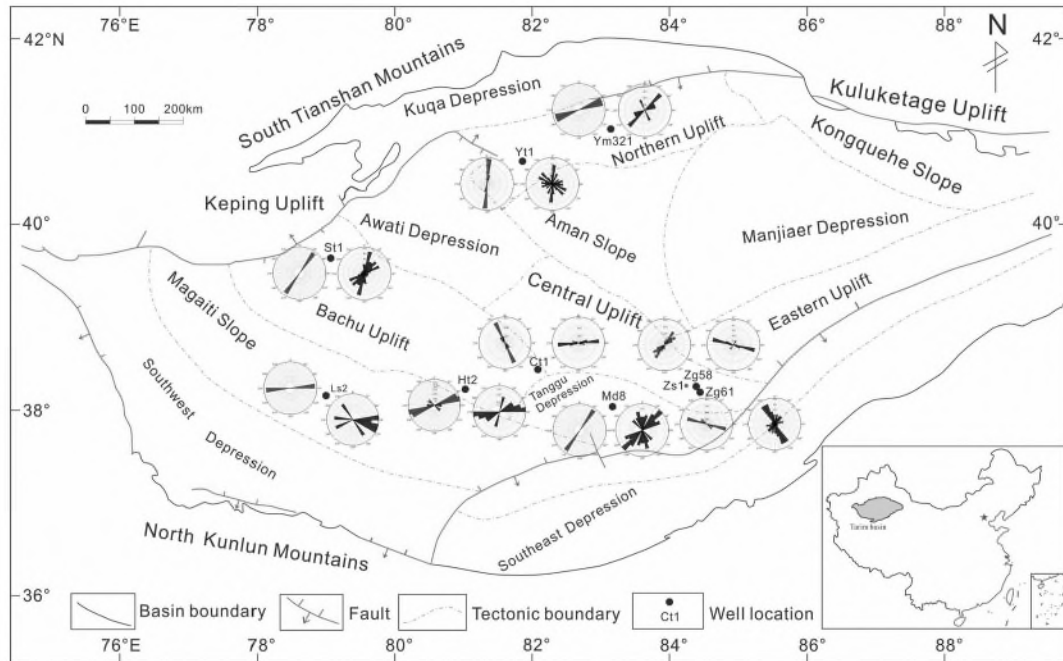 76°E
78°
80°
82°
84°
86°
88°
42°N
42°
40°
40°
38°
38°
36°
76°E
78°
80°
82°
84°
86°
88°
N
0 100 200km
South Tianshan Mountains
Kuqa Depression
Kuluketage Uplift
Ym321
Northern Uplift
Kongquehe Slope
Yt1
Keping Uplift
Awati Depression
Aman Slope
Manjiaer Depression
St1
Magaiti Slope
Bachu Uplift
Central Uplift
Eastern Uplift
Ct1
Ls2
Ht2
Tanggu
Depression
Zg58
Zs1
Zg61
Md8
Southwest
Depression
Southeast Depression
North Kunlun Mountains
Tarim basin
Basin boundary
Fault
Tectonic boundary
Ct1
Well location